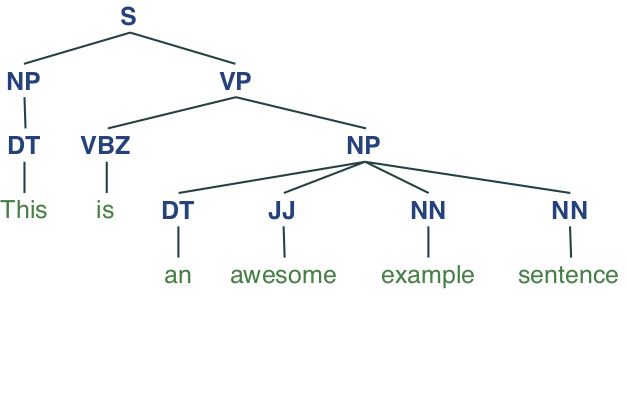 S
NP VP
DT VBZ NP
This is DT JJ NN NN
an awesome example sentence